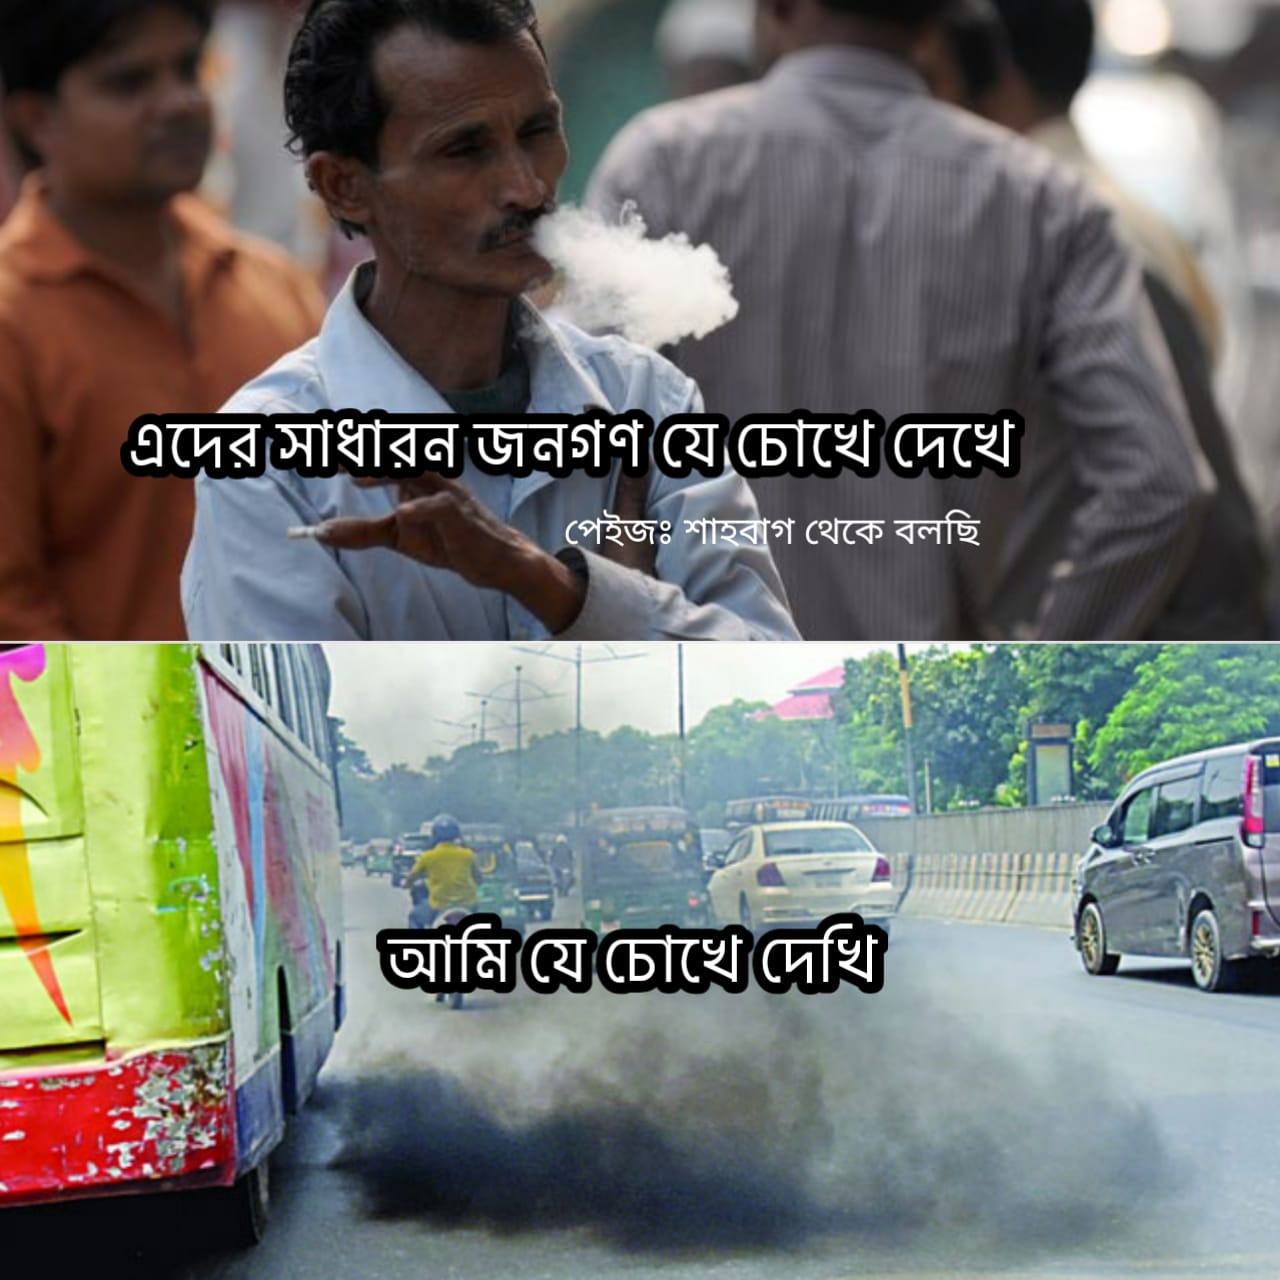 এদের সাধারন জনগণ যে চোখে দেখে
পেইজঃ শাহবাগ থেকে বলছি
আমি যে চোখে দেখি